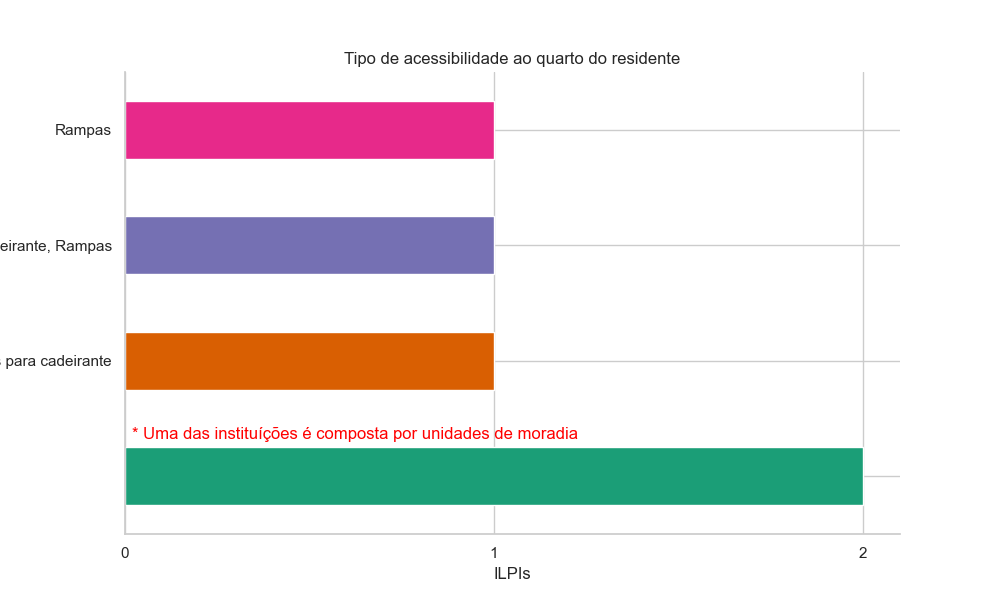 Tipo de acessibilidade ao quarto do residente
Rampas
eirante, Rampas
para cadeirante
* Uma das instituíções é composta por unidades de moradia
0 1 2
ILPIs